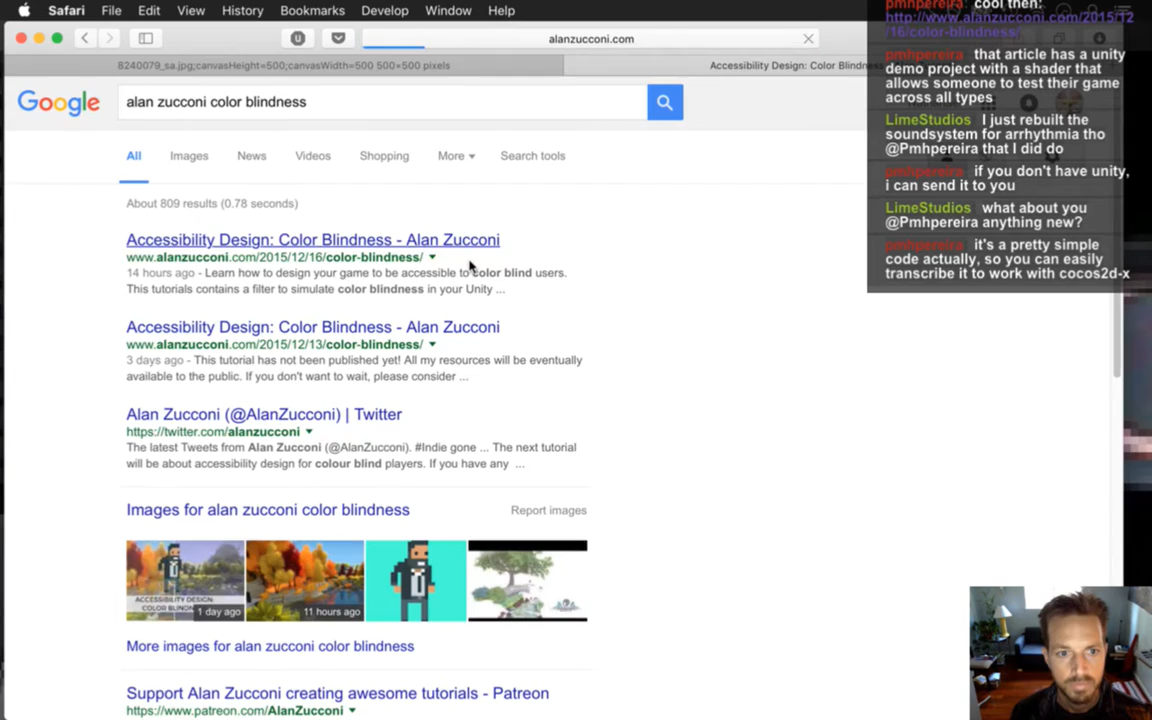 Safari File Edit View History Bookmarks Develop Window Help
alanzucconi.com
8240079_sa.jpg;canvasHeight=500;canvasWidth=500 500×500 pixels
Accessibility Design: Color Blindness
Google
alan zucconi color blindness
All Images News Videos Shopping More Search tools
About 809 results (0.78 seconds)
Accessibility Design: Color Blindness - Alan Zucconi
www.alanzucconi.com/2015/12/16/color-blindness/
14 hours ago - Learn how to design your game to be accessible to color blind users.
This tutorials contains a filter to simulate color blindness in your Unity ...
Accessibility Design: Color Blindness - Alan Zucconi
www.alanzucconi.com/2015/12/13/color-blindness/
3 days ago - This tutorial has not been published yet! All my resources will be eventually
available to the public. If you don't want to wait, please consider ...
Alan Zucconi (@AlanZucconi) | Twitter
https://twitter.com/alanzucconi
The latest Tweets from Alan Zucconi (@AlanZucconi). #Indie gone ... The next tutorial
will be about accessibility design for colour blind players. If you have any ...
Images for alan zucconi color blindness
Report images
ACCESSIBILITY DESIGN:
1 day ago
11 hours ago
More images for alan zucconi color blindness
Support Alan Zucconi creating awesome tutorials - Patreon
https://www.patreon.com/AlanZucconi
pmhpereira: cool then:
http://www.alanzucconi.com/2015/12
/16/color-blindness/
pmhpereira that article has a unity
demo project with a shader that
allows someone to test their game
across all types
LimeStudios I just rebuilt the
soundsystem for arrhythmia tho
@Pmhpereira that I did do
pmhpereira if you don't have unity,
i can send it to you
LimeStudios what about you
@Pmhpereira anything new?
pmhpereira it's a pretty simple
code actually, so you can easily
transcribe it to work with cocos2d-x